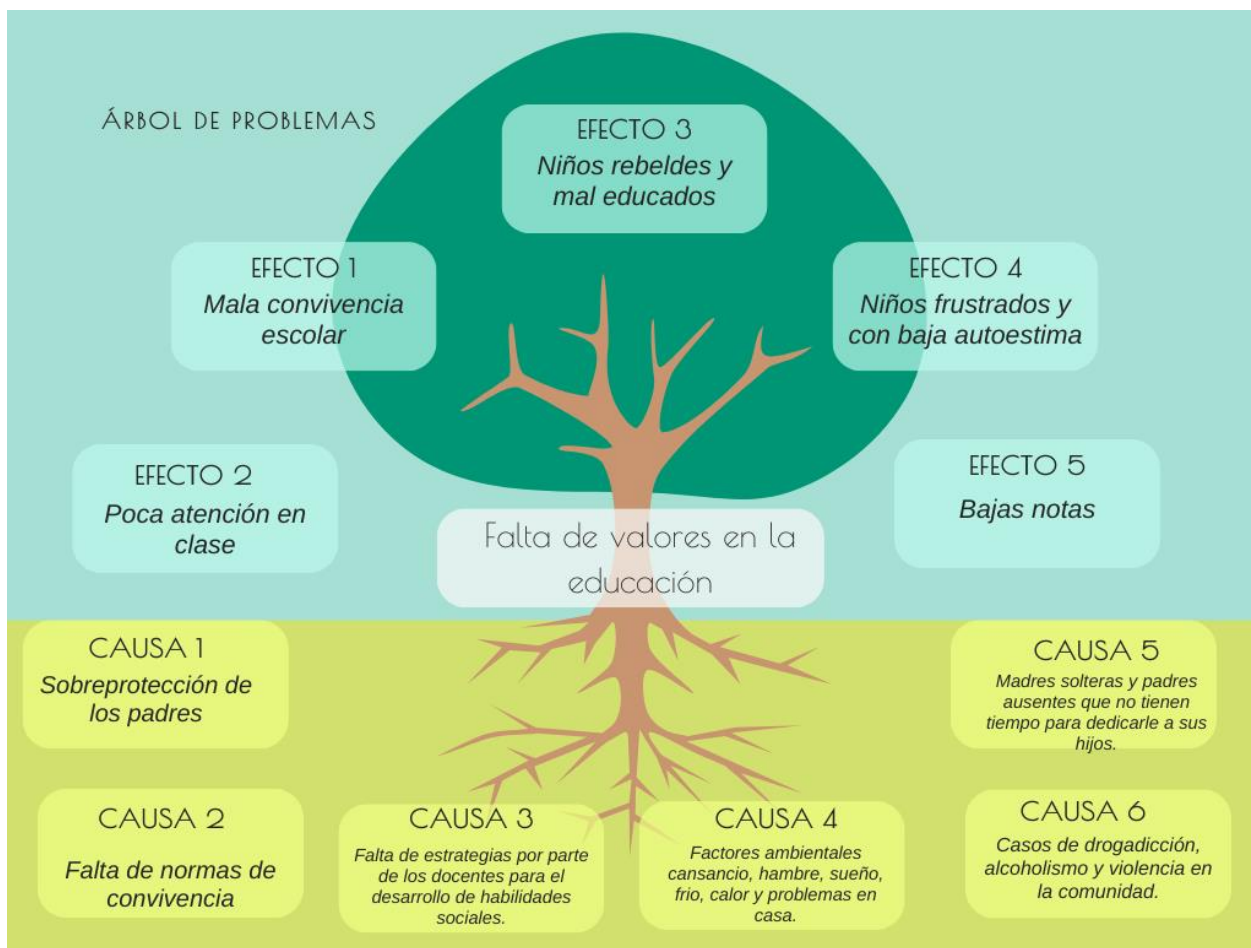 ÁRBOL DE PROBLEMAS
EFECTO 3
Niños rebeldes y
mal educados
EFECTO 1
Mala convivencia
escolar
EFECTO 4
Niños frustrados y
con baja autoestima
EFECTO 2
Poca atención en
clase
EFECTO 5
Bajas notas
Falta de valores en la
educación
CAUSA 1
Sobreprotección de
los padres
CAUSA 5
Madres solteras y padres
ausentes que no tienen
tiempo para dedicarle a sus
hijos.
CAUSA 2
Falta de normas de
convivencia
CAUSA 3
Falta de estrategias por parte
de los docentes para el
desarrollo de habilidades
sociales.
CAUSA 4
Factores ambientales
cansancio, hambre, sueño,
frio, calor y problemas en
casa.
CAUSA 6
Casos de drogadicción,
alcoholismo y violencia en
la comunidad.